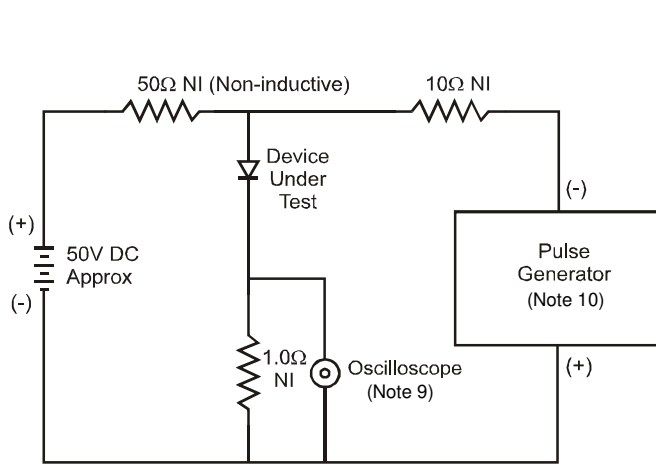 50Ω NI (Non-inductive)
10Ω NI
Device
Under
Test
(-)
(+)
50V DC
Approx
(-)
Pulse
Generator
(Note 10)
1.0Ω
NI
Oscilloscope
(Note 9)
(+)